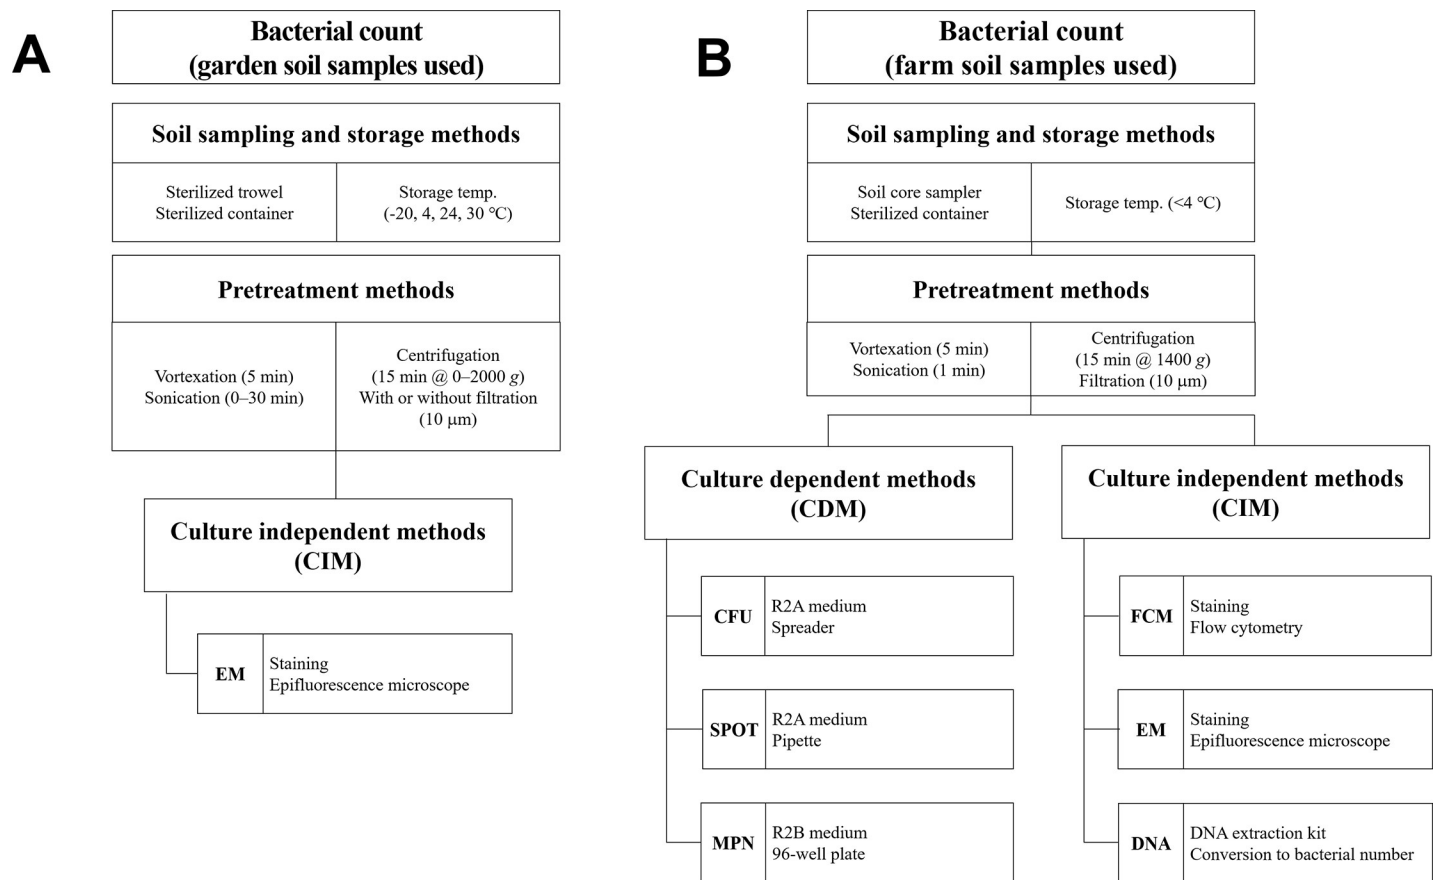 A
Bacterial count
(garden soil samples used)
Soil sampling and storage methods
Sterilized trowel
Sterilized container
Storage temp.
(-20, 4, 24, 30 °C)
Pretreatment methods
Vortexation (5 min)
Sonication (0–30 min)
Centrifugation
(15 min @ 0–2000 g)
With or without filtration
(10 μm)
Culture independent methods
(CIM)
EM
Staining
Epifluorescence microscope
B
Bacterial count
(farm soil samples used)
Soil sampling and storage methods
Soil core sampler
Sterilized container
Storage temp. (<4 °C)
Pretreatment methods
Vortexation (5 min)
Sonication (1 min)
Centrifugation
(15 min @ 1400 g)
Filtration (10 μm)
Culture dependent methods
(CDM)
CFU
R2A medium
Spreader
SPOT
R2A medium
Pipette
MPN
R2B medium
96-well plate
Culture independent methods
(CIM)
FCM
Staining
Flow cytometry
EM
Staining
Epifluorescence microscope
DNA
DNA extraction kit
Conversion to bacterial number